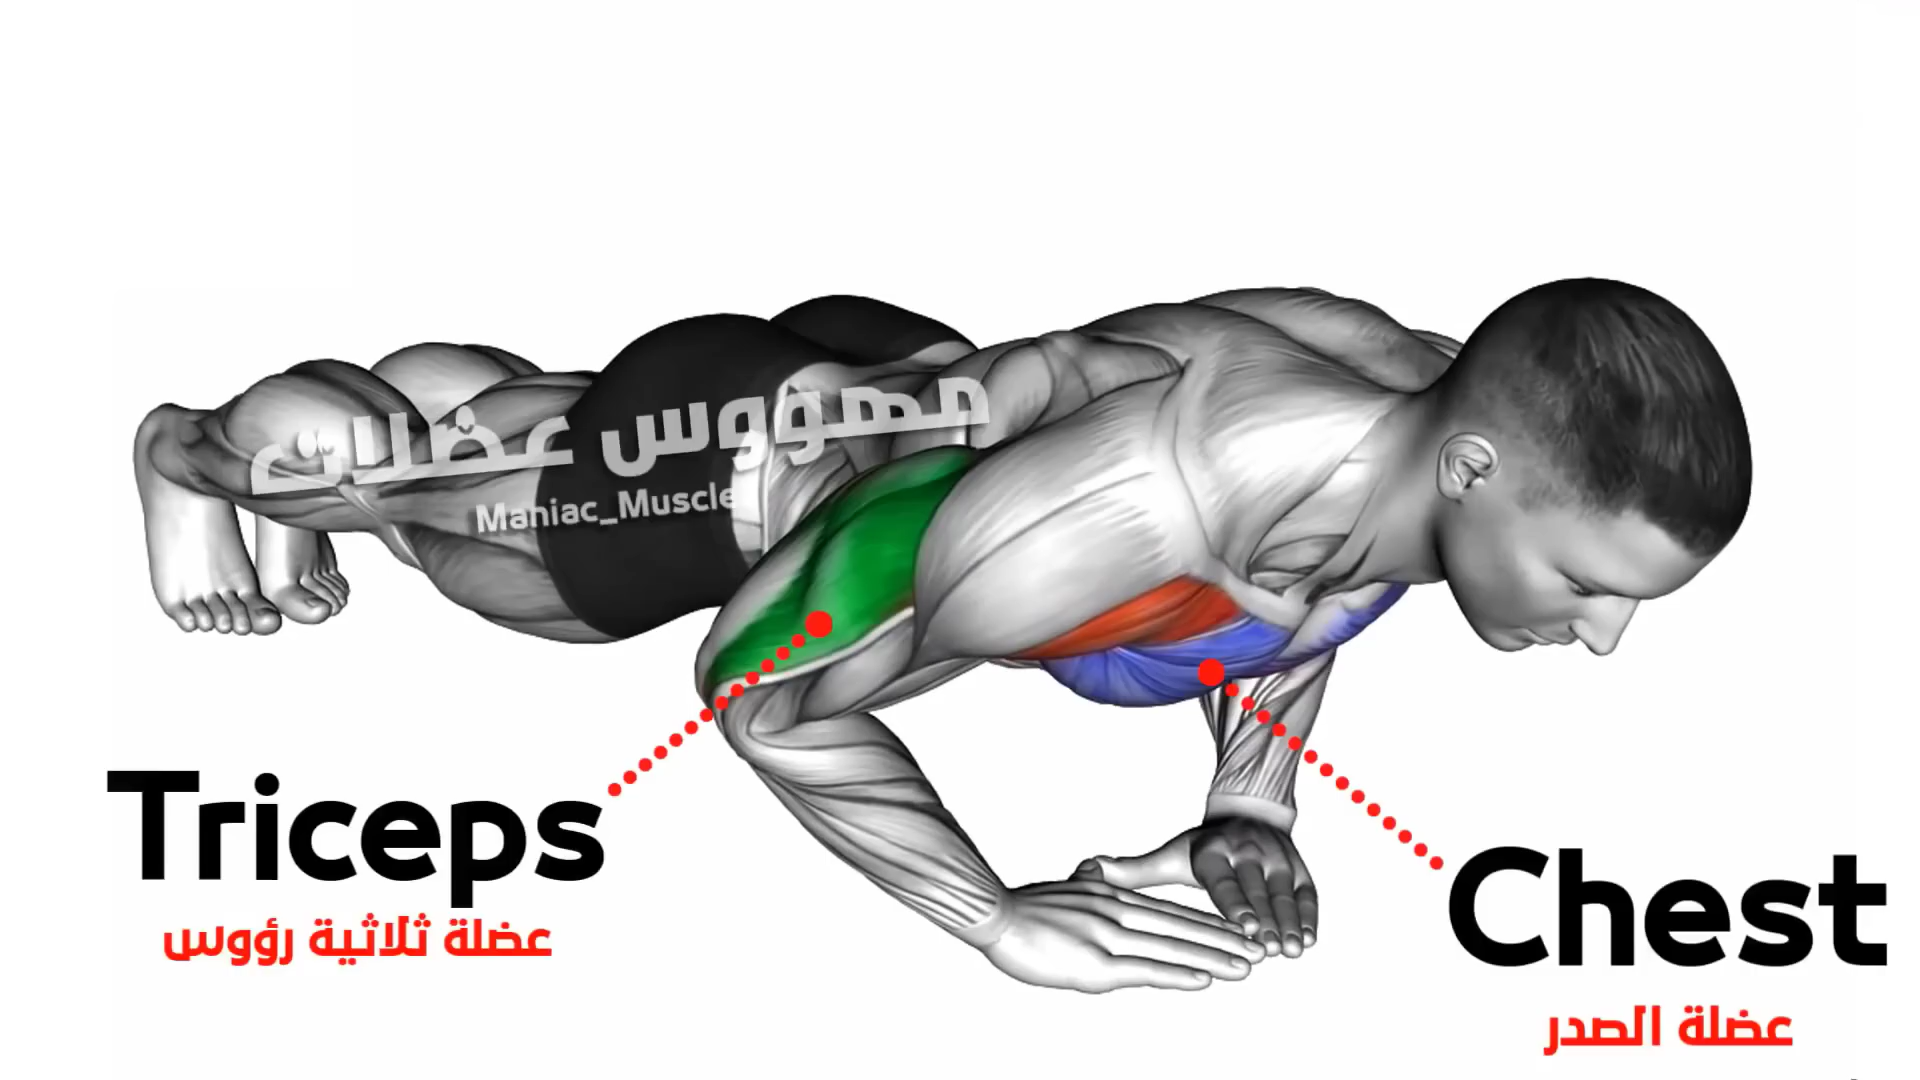 مهووس عضلات
Maniac_Muscle
Triceps
عضلة ثلاثية رؤوس
Chest
عضلة الصدر